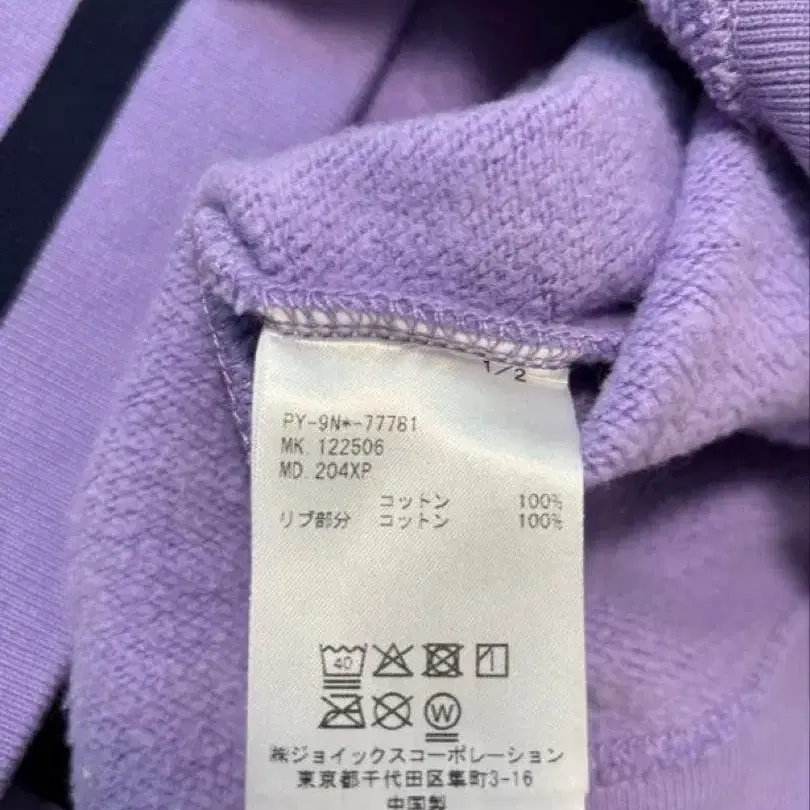 1/2
PY-9N*-77781
MK. 122506
MD. 204XP
コットン 100%
リブ部分 コットン 100%
40
W
㈱ジョイックスコーポレーション
東京都千代田区隼町3-16
中国製